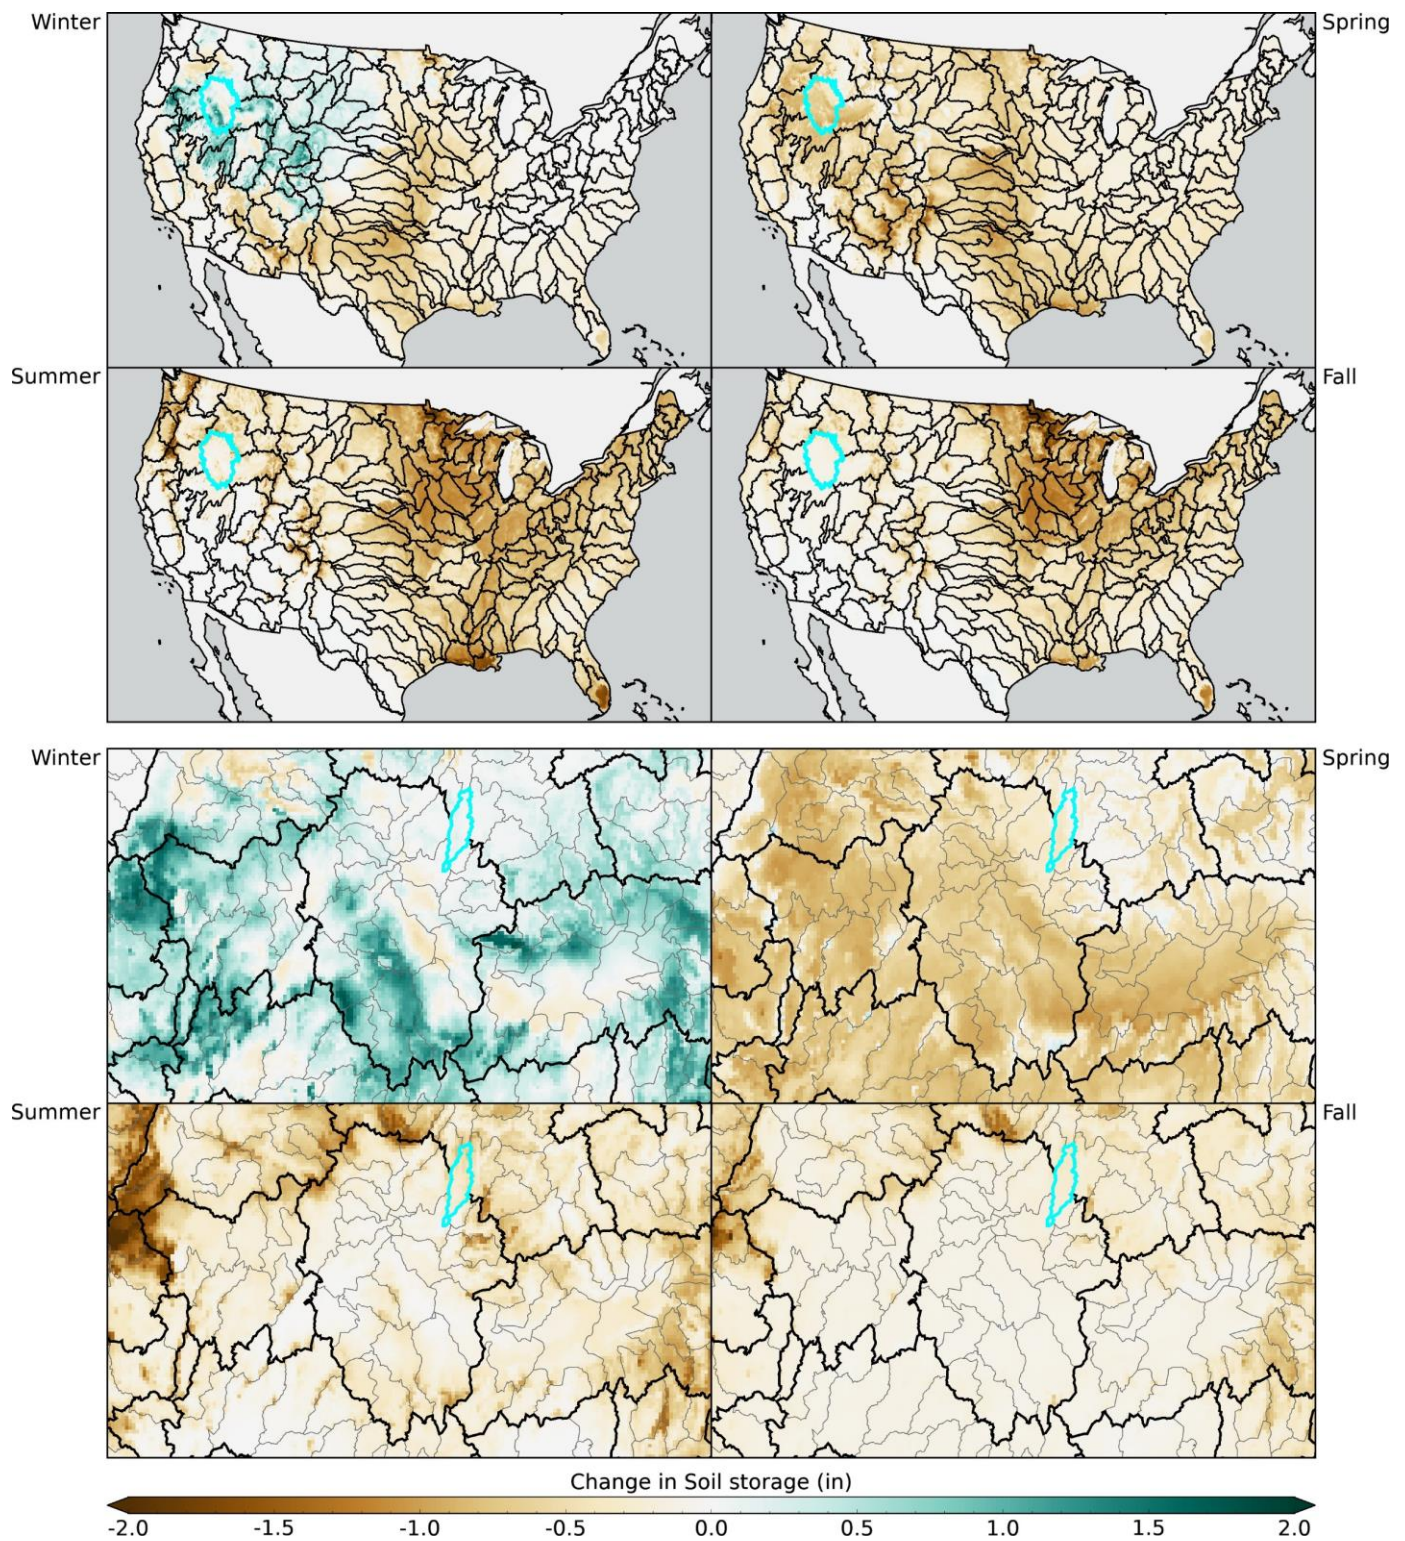 Winter
Spring
Summer
Fall
Winter
Spring
Summer
Fall
Change in Soil storage (in)
-2.0 -1.5 -1.0 -0.5 0.0 0.5 1.0 1.5 2.0